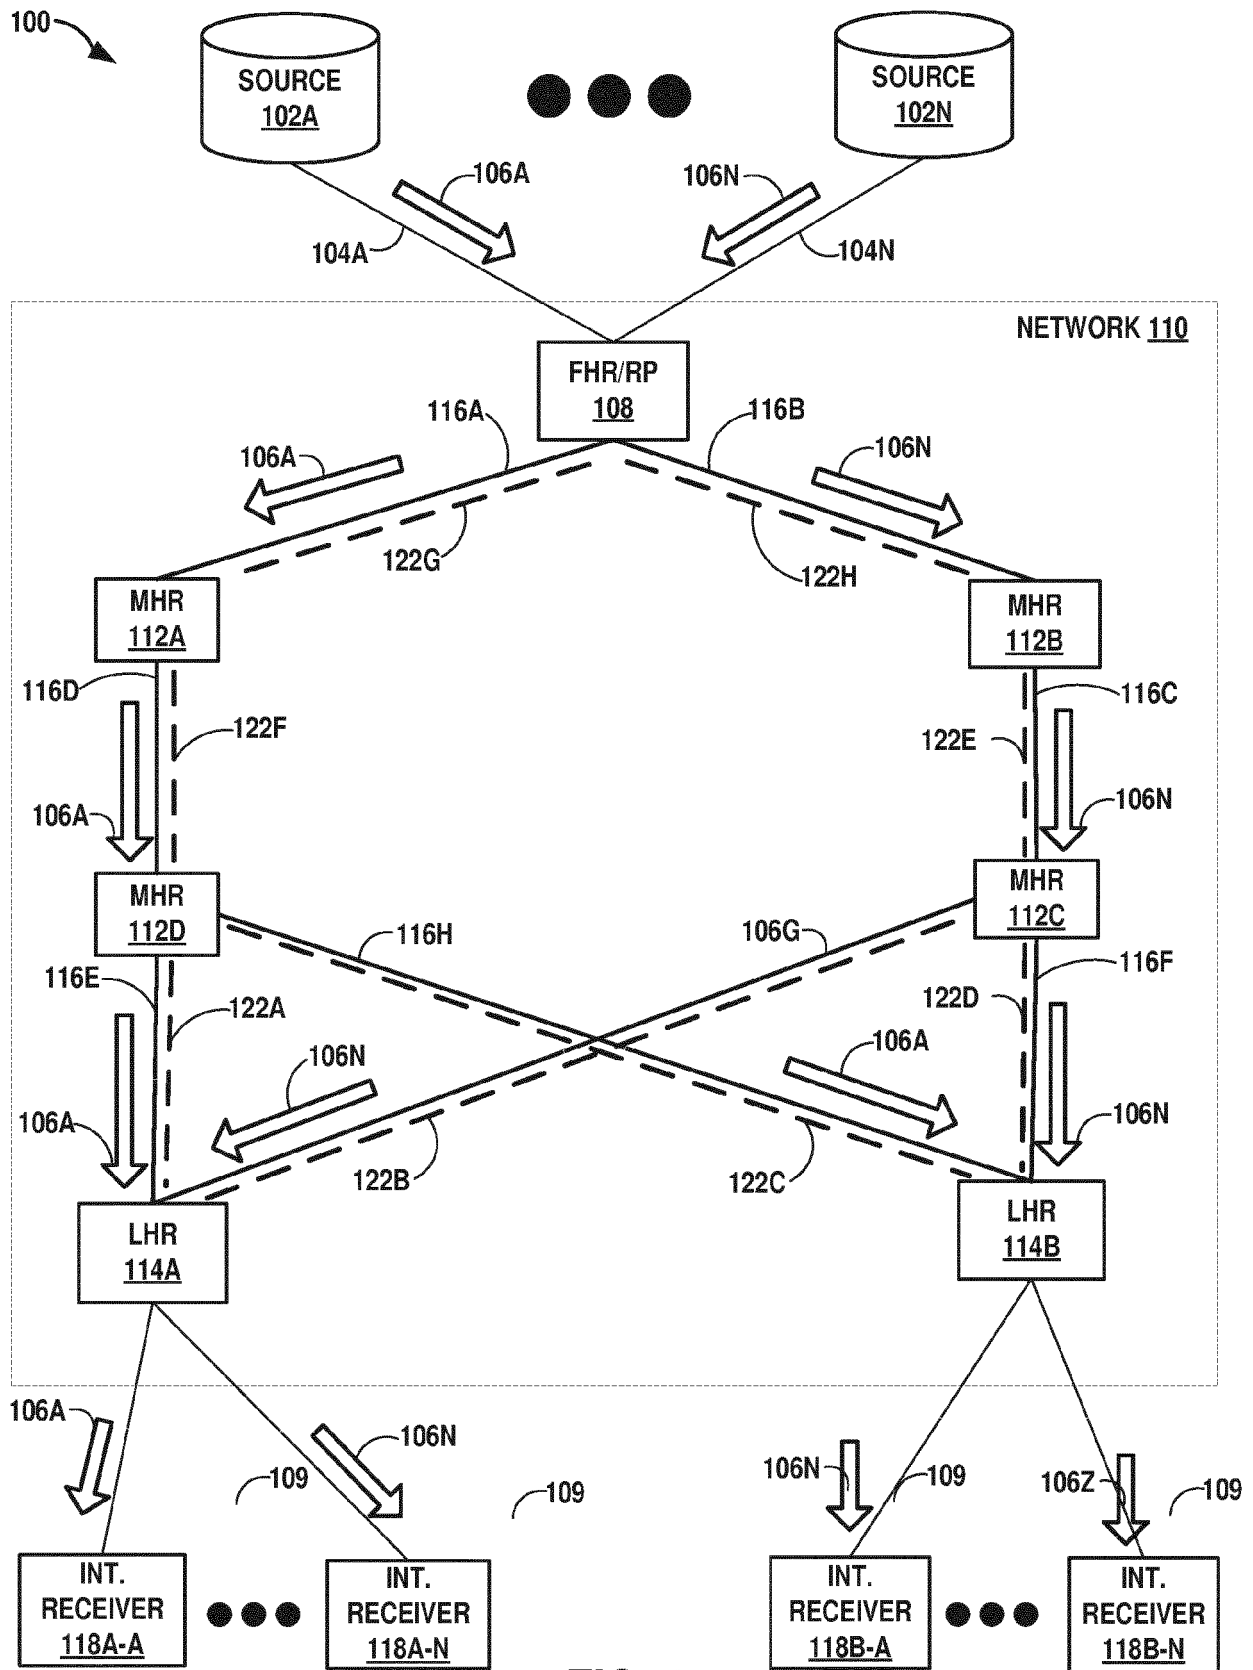 100
SOURCE
102A
SOURCE
102N
106A
106N
104A
104N
NETWORK 110
FHR/RP
108
116A
116B
106A
106N
122G
122H
MHR
112A
MHR
112B
116D
116C
122F
122E
106A
106N
MHR
112D
MHR
112C
116H
106G
116E
116F
122A
122D
106N
106A
106A
106N
122B
122C
LHR
114A
LHR
114B
106A
106N
106N
109
106Z
109
109
109
INT.
RECEIVER
118A-A
INT.
RECEIVER
118A-N
INT.
RECEIVER
118B-A
INT.
RECEIVER
118B-N